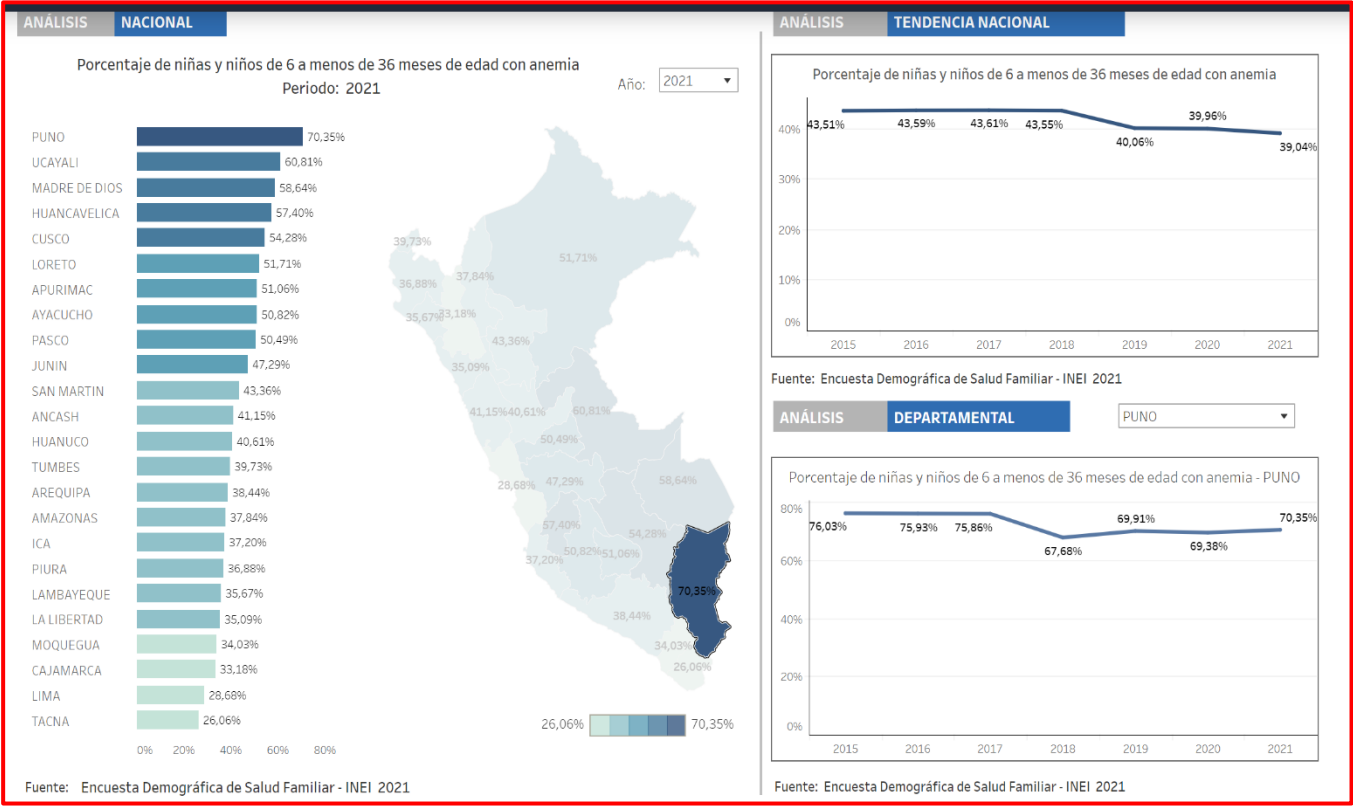 ANÁLISIS NACIONAL
Porcentaje de niñas y niños de 6 a menos de 36 meses de edad con anemia
Periodo: 2021
Año: 2021
PUNO 70,35%
UCAYALI 60,81%
MADRE DE DIOS 58,64%
HUANCAVELICA 57,40%
CUSCO 54,28%
LORETO 51,71%
APURIMAC 51,06%
AYACUCHO 50,82%
PASCO 50,49%
JUNIN 47,29%
SAN MARTIN 43,36%
ANCASH 41,15%
HUANUCO 40,61%
TUMBES 39,73%
AREQUIPA 38,44%
AMAZONAS 37,84%
ICA 37,20%
PIURA 36,88%
LAMBAYEQUE 35,67%
LA LIBERTAD 35,09%
MOQUEGUA 34,03%
CAJAMARCA 33,18%
LIMA 28,68%
TACNA 26,06%
0% 20% 40% 60% 80%
39,73%
51,71%
37,84%
36,88%
35,67% 33,18%
43,36%
35,09%
41,15% 40,61% 60,81%
50,49%
28,68% 47,29% 58,64%
57,40%
54,28%
37,20% 50,82% 51,06%
70,35%
38,44%
34,03%
26,06%
26,06% 70,35%
Fuente: Encuesta Demográfica de Salud Familiar - INEI 2021
ANÁLISIS TENDENCIA NACIONAL
Porcentaje de niñas y niños de 6 a menos de 36 meses de edad con anemia
40%
30%
20%
10%
0%
43,51% 43,59% 43,61% 43,55% 40,06% 39,96% 39,04%
2015 2016 2017 2018 2019 2020 2021
Fuente: Encuesta Demográfica de Salud Familiar - INEI 2021
ANÁLISIS DEPARTAMENTAL PUNO
Porcentaje de niñas y niños de 6 a menos de 36 meses de edad con anemia - PUNO
80%
60%
40%
20%
0%
76,03% 75,93% 75,86% 67,68% 69,91% 69,38% 70,35%
2015 2016 2017 2018 2019 2020 2021
Fuente: Encuesta Demográfica de Salud Familiar - INEI 2021